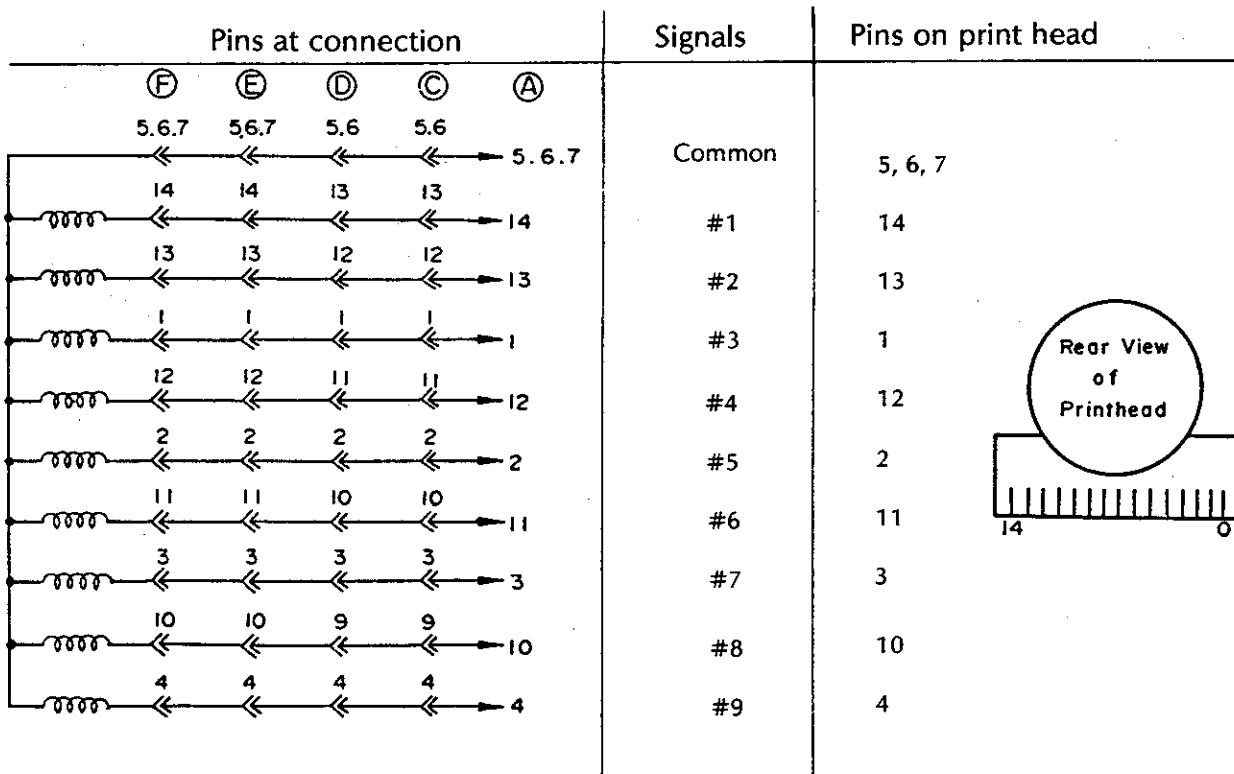 Pins at connection Signals Pins on print head
F E D C A
5.6.7 5,6,7 5.6 5.6
5.6.7 Common 5, 6, 7
14 14 13 13
14 #1 14
13 13 12 12
13 #2 13
1 1 1 1
1 #3 1
12 12 11 11
12 #4 12
2 2 2 2
2 #5 2
11 11 10 10
11 #6 11
3 3 3 3
3 #7 3
10 10 9 9
10 #8 10
4 4 4 4
4 #9 4
Rear View
of
Printhead
14 0